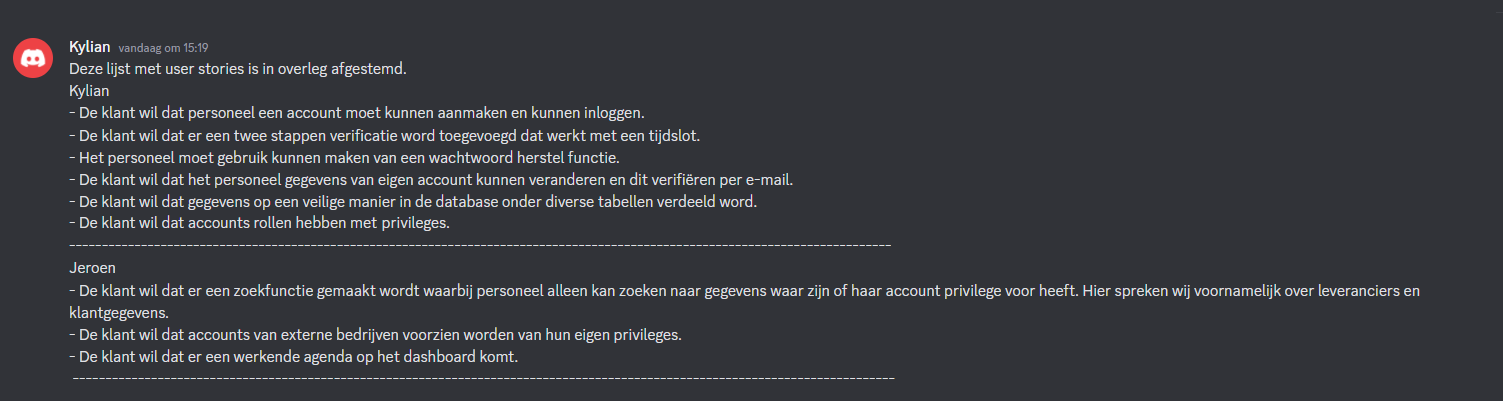 Kylian vandaag om 15:19
Deze lijst met user stories is in overleg afgestemd.
Kylian
- De klant wil dat personeel een account moet kunnen aanmaken en kunnen inloggen.
- De klant wil dat er een twee stappen verificatie word toegevoegd dat werkt met een tijdslot.
- Het personeel moet gebruik kunnen maken van een wachtwoord herstel functie.
- De klant wil dat het personeel gegevens van eigen account kunnen veranderen en dit verifiëren per e-mail.
- De klant wil dat gegevens op een veilige manier in de database onder diverse tabellen verdeeld word.
- De klant wil dat accounts rollen hebben met privileges.
Jeroen
- De klant wil dat er een zoekfunctie gemaakt wordt waarbij personeel alleen kan zoeken naar gegevens waar zijn of haar account privilege voor heeft. Hier spreken wij voornamelijk over leveranciers en
klantgegevens.
- De klant wil dat accounts van externe bedrijven voorzien worden van hun eigen privileges.
- De klant wil dat er een werkende agenda op het dashboard komt.